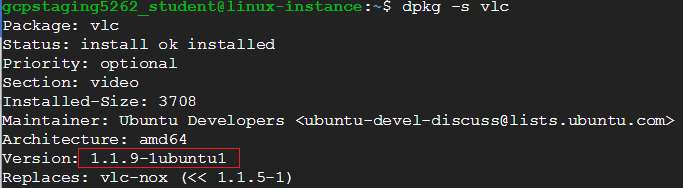 gcpstaging5262_student@linux-instance:~$ dpkg -s vlc
Package: vlc
Status: install ok installed
Priority: optional
Section: video
Installed-Size: 3708
Maintainer: Ubuntu Developers <ubuntu-devel-discuss@lists.ubuntu.com>
Architecture: amd64
Version: 1.1.9-1ubuntu1
Replaces: vlc-nox (<< 1.1.5-1)